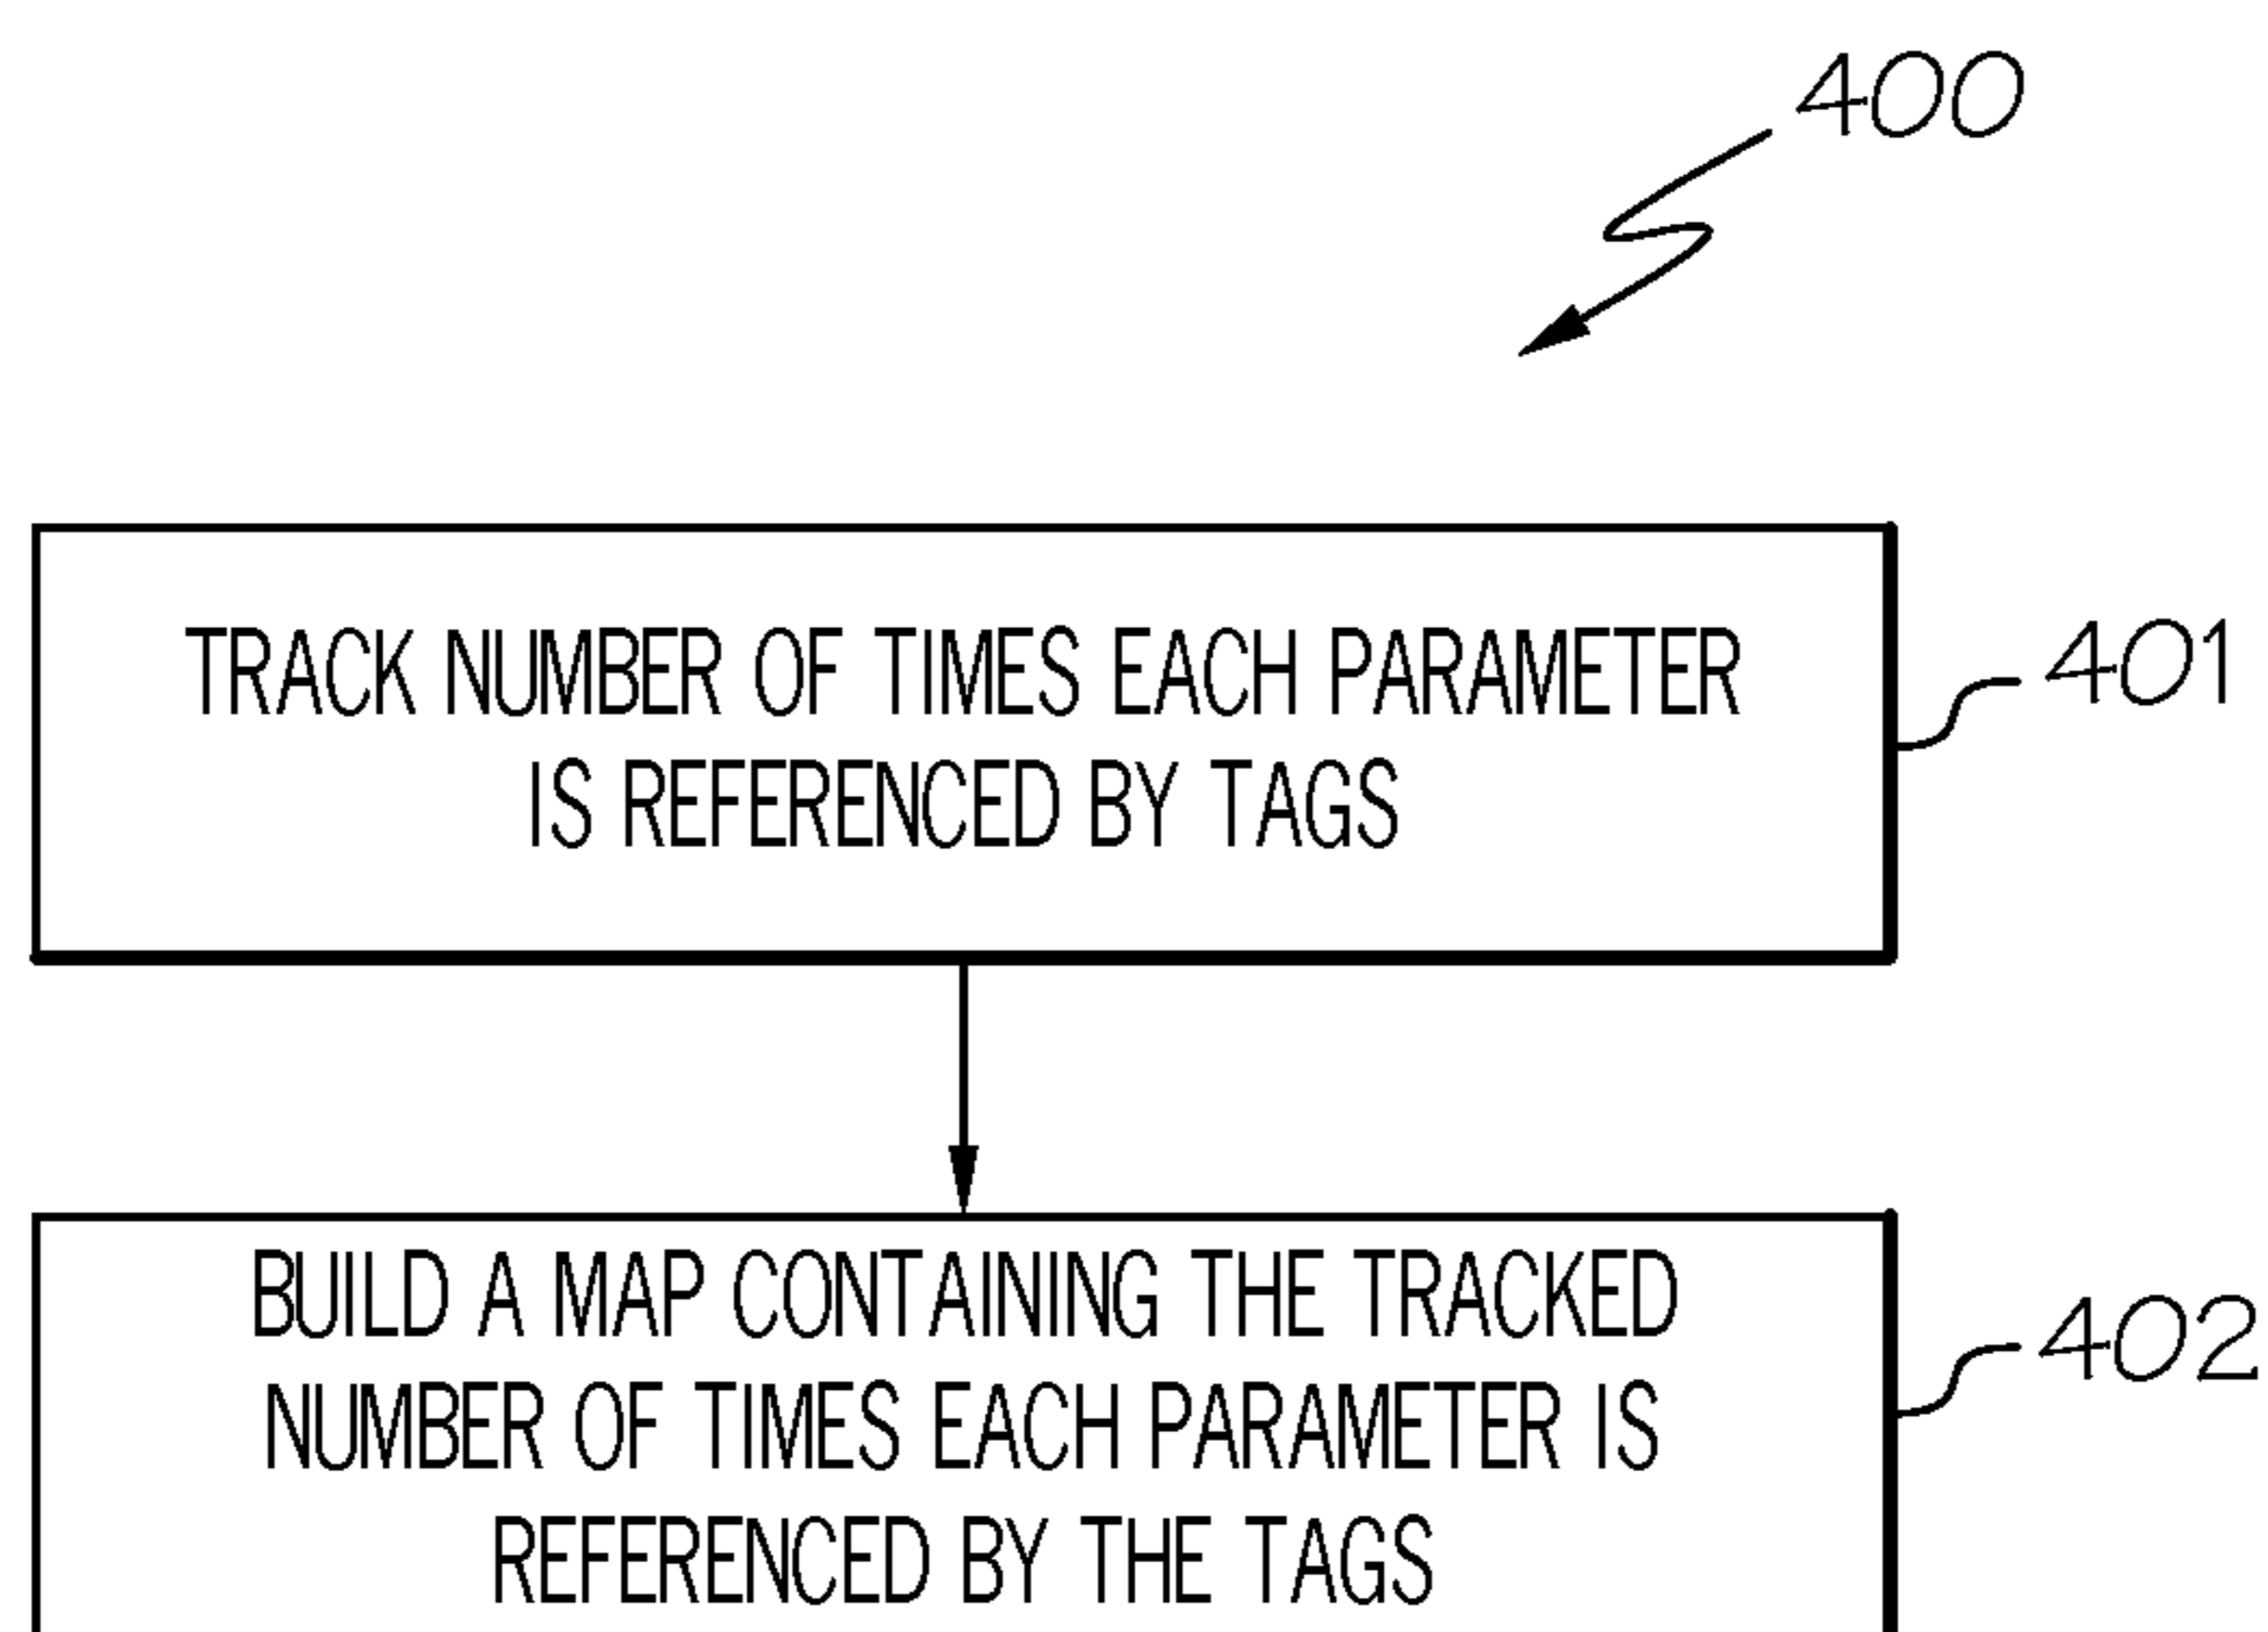 400
TRACK NUMBER OF TIMES EACH PARAMETER
IS REFERENCED BY TAGS
401
BUILD A MAP CONTAINING THE TRACKED
NUMBER OF TIMES EACH PARAMETER IS
REFERENCED BY THE TAGS
402